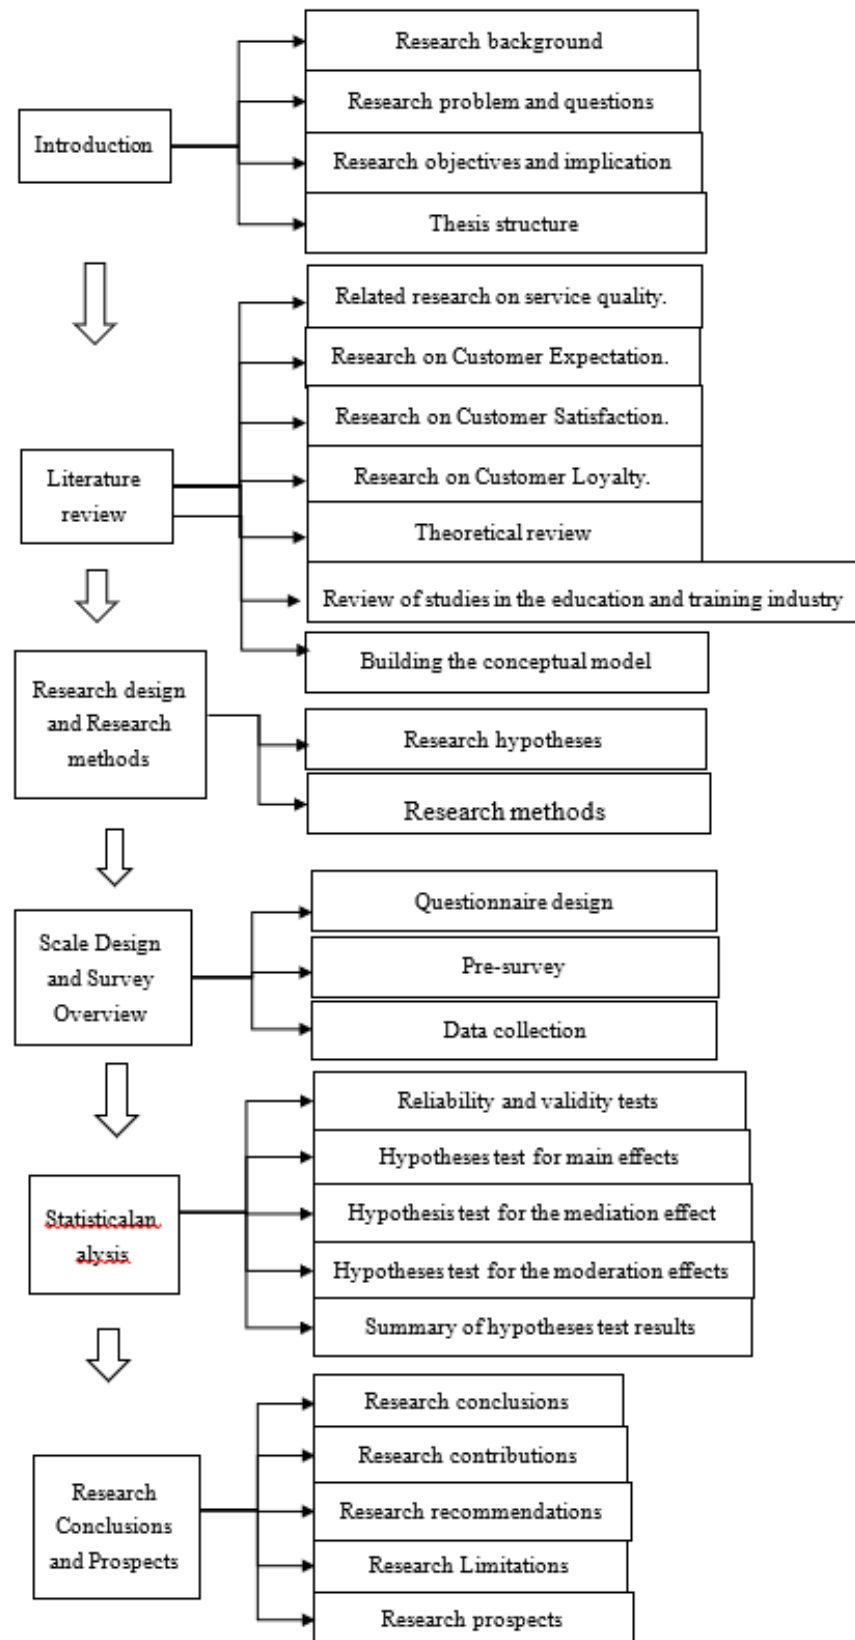 Introduction
Research background
Research problem and questions
Research objectives and implication
Thesis structure
Literature
review
Related research on service quality.
Research on Customer Expectation.
Research on Customer Satisfaction.
Research on Customer Loyalty.
Theoretical review
Review of studies in the education and training industry
Building the conceptual model
Research design
and Research
methods
Research hypotheses
Research methods
Scale Design
and Survey
Overview
Questionnaire design
Pre-survey
Data collection
Statisticalan
alysis
Reliability and validity tests
Hypotheses test for main effects
Hypothesis test for the mediation effect
Hypotheses test for the moderation effects
Summary of hypotheses test results
Research
Conclusions
and Prospects
Research conclusions
Research contributions
Research recommendations
Research Limitations
Research prospects